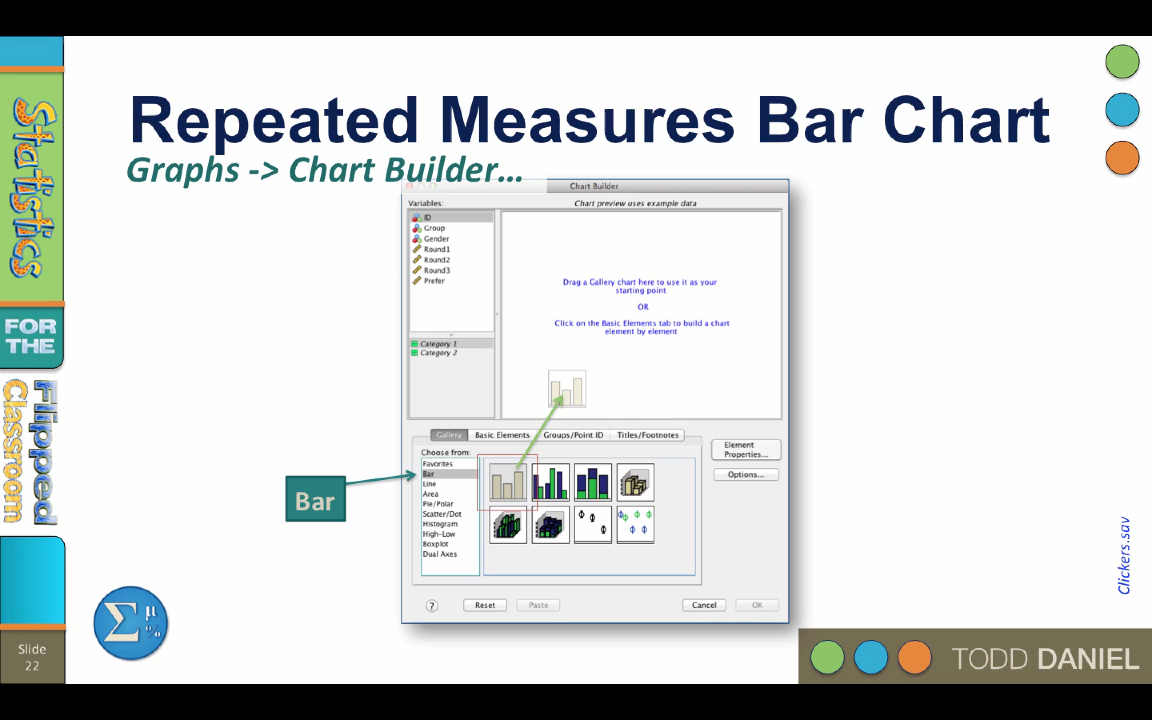 Statistics
FOR
THE
Flipped
Classroom
Slide
22
Repeated Measures Bar Chart
Graphs -> Chart Builder...
Chart Builder
Variables:
Chart preview uses example data
ID
Group
Gender
Round1
Round2
Round3
Prefer
Category 1
Category 2
Drag a Gallery chart here to use it as your
starting point
OR
Click on the Basic Elements tab to build a chart
element by element
Gallery
Basic Elements
Groups/Point ID
Titles/Footnotes
Choose from:
Favorites
Bar
Line
Area
Pie/Polar
Scatter/Dot
Histogram
High-Low
Boxplot
Dual Axes
Element
Properties...
Options...
?
Reset
Paste
Cancel
OK
Bar
Σ μ
%
Clickers.sav
TODD DANIEL